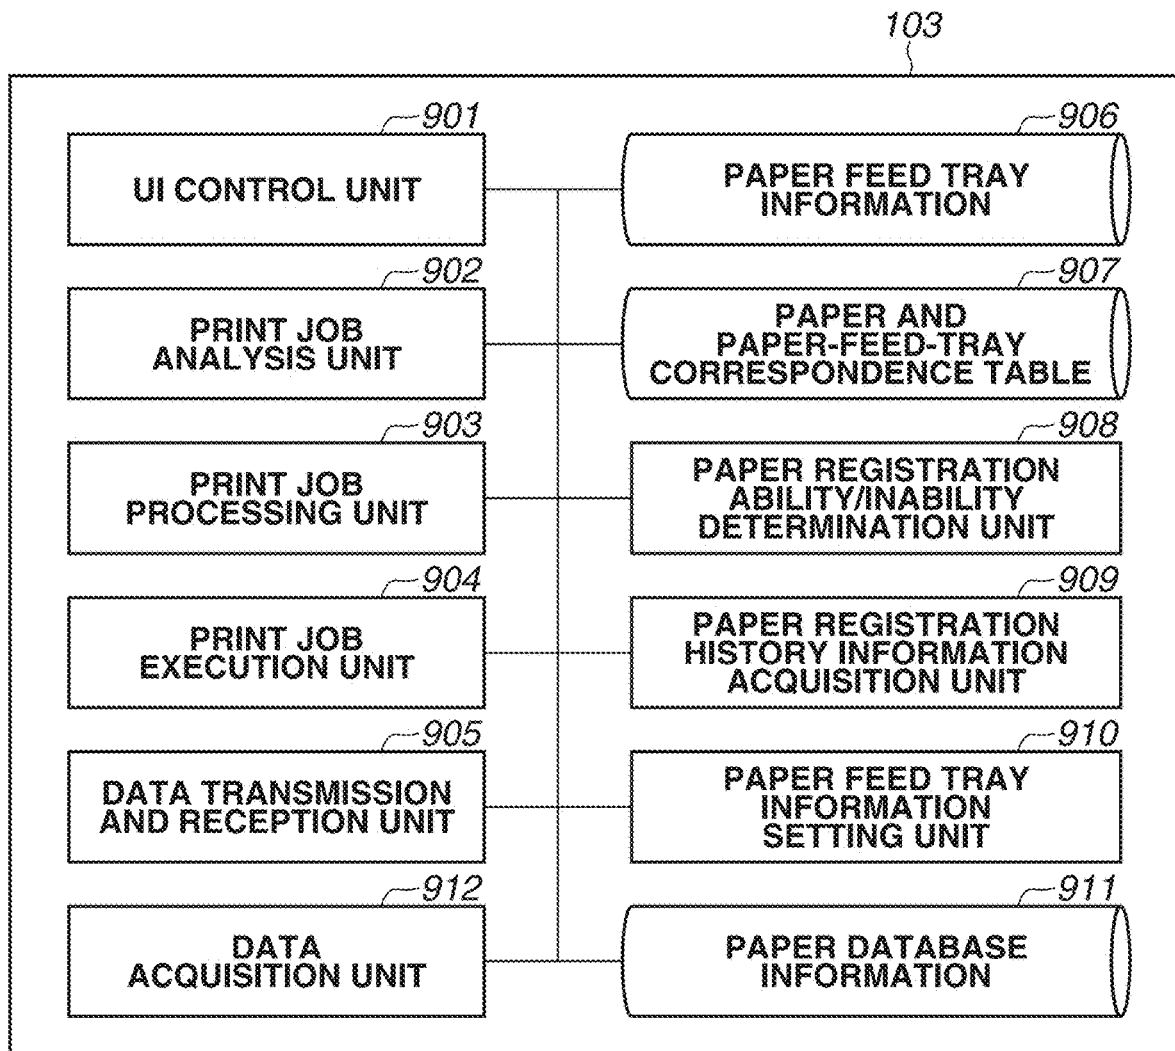 103
901
UI CONTROL UNIT
906
PAPER FEED TRAY
INFORMATION
902
PRINT JOB
ANALYSIS UNIT
907
PAPER AND
PAPER-FEED-TRAY
CORRESPONDENCE TABLE
903
PRINT JOB
PROCESSING UNIT
908
PAPER REGISTRATION
ABILITY/INABILITY
DETERMINATION UNIT
904
PRINT JOB
EXECUTION UNIT
909
PAPER REGISTRATION
HISTORY INFORMATION
ACQUISITION UNIT
905
DATA TRANSMISSION
AND RECEPTION UNIT
910
PAPER FEED TRAY
INFORMATION
SETTING UNIT
912
DATA
ACQUISITION UNIT
911
PAPER DATABASE
INFORMATION